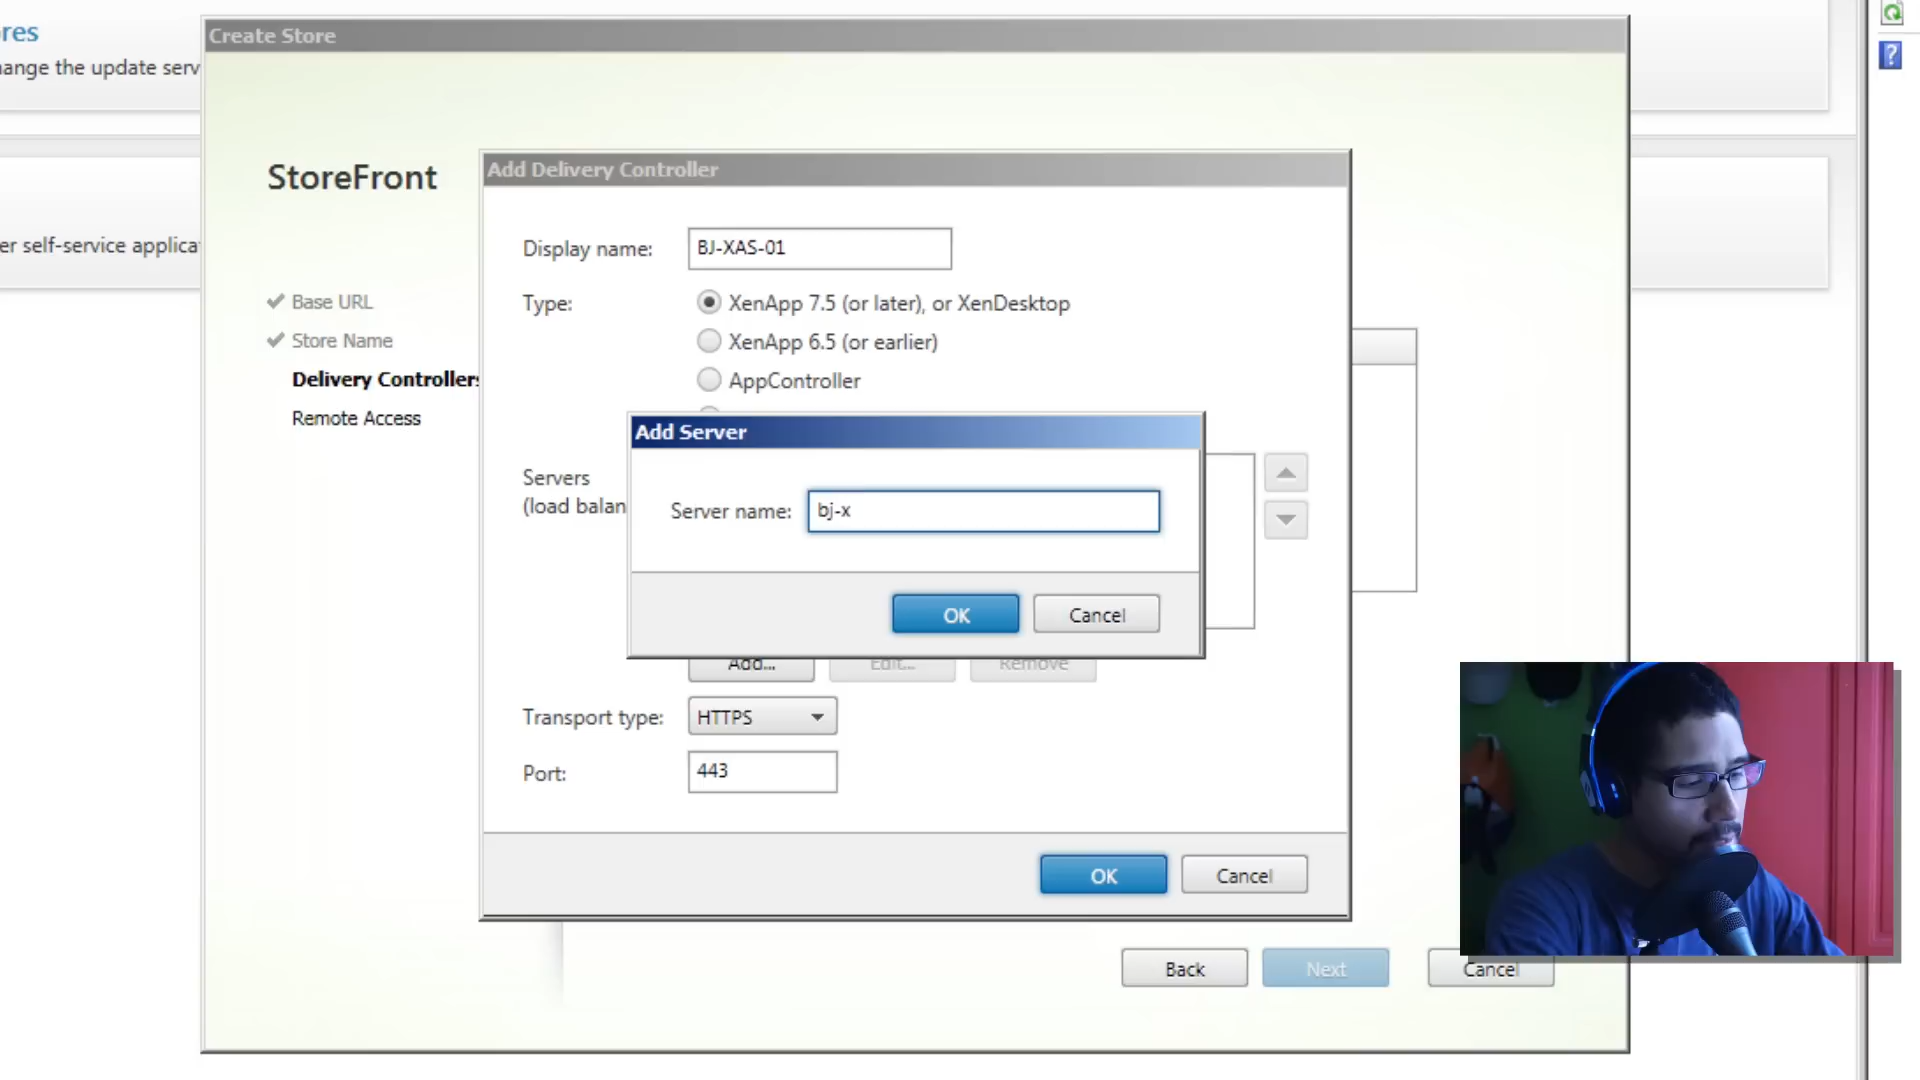 res
Create Store
ange the update serv
StoreFront
Add Delivery Controller
Display name: BJ-XAS-01
er self-service applica
Base URL
Type: XenApp 7.5 (or later), or XenDesktop
Store Name
XenApp 6.5 (or earlier)
Delivery Controllers
AppController
Remote Access
Add Server
Servers
(load balan
Server name: bj-x
OK Cancel
Add... Edit... Remove
Transport type: HTTPS
Port: 443
OK Cancel
Back Next Cancel